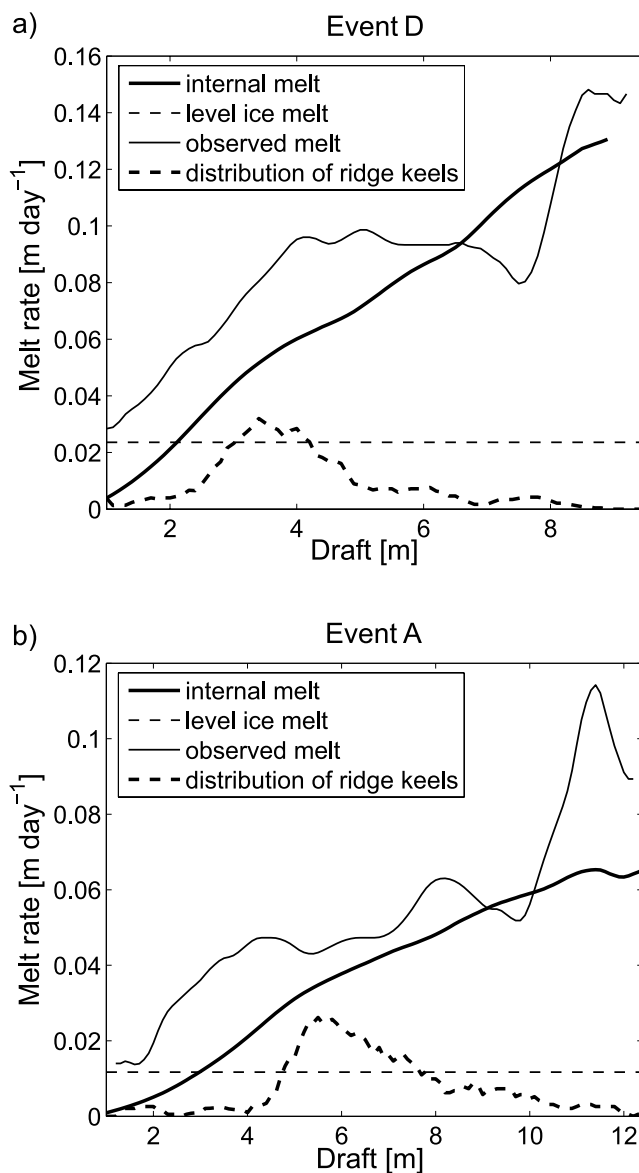 a)
Event D
0.16
0.14
0.12
0.1
0.08
0.06
0.04
0.02
0
Melt rate [m day−1]
internal melt
level ice melt
observed melt
distribution of ridge keels
2 4 6 8
Draft [m]
b)
Event A
0.12
0.1
0.08
0.06
0.04
0.02
0
Melt rate [m day−1]
internal melt
level ice melt
observed melt
distribution of ridge keels
2 4 6 8 10 12
Draft [m]